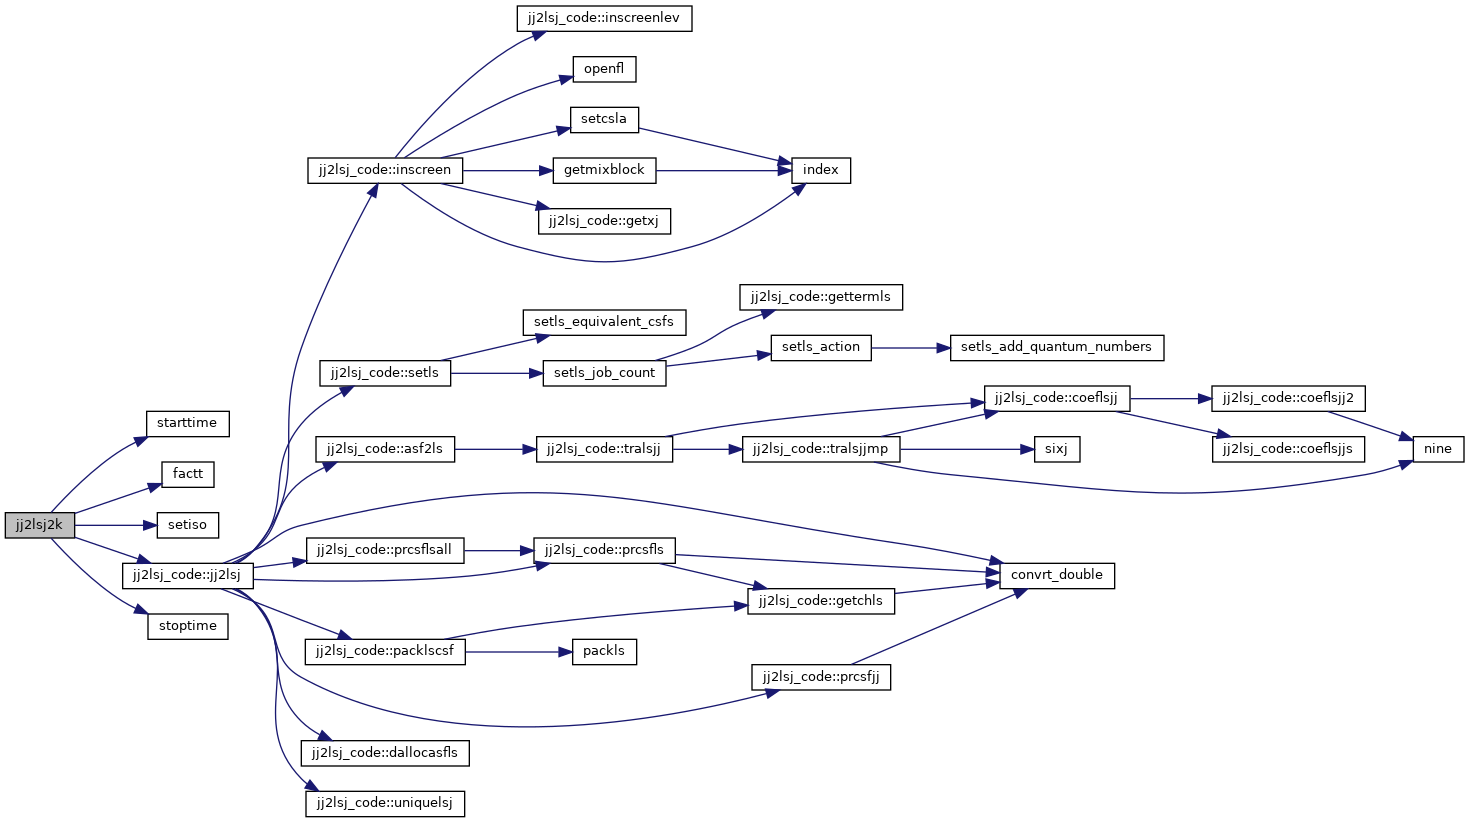 jj2lsj_code::inscreenlev
openfl
setcsla
jj2lsj_code::inscreen
getmixblock
index
jj2lsj_code::getxj
jj2lsj_code::gettermls
setls_equivalent_csfs
setls_action
setls_add_quantum_numbers
jj2lsj_code::setls
setls_job_count
jj2lsj_code::coeflsjj
jj2lsj_code::coeflsjj2
starttime
jj2lsj_code::asf2ls
jj2lsj_code::tralsjj
jj2lsj_code::tralsjjmp
sixj
jj2lsj_code::coeflsjjs
nine
factt
jj2lsj2k
setiso
jj2lsj_code::prcsflsall
jj2lsj_code::prcsfls
jj2lsj_code::jj2lsj
convrt_double
jj2lsj_code::getchls
stoptime
jj2lsj_code::packlscsf
packls
jj2lsj_code::prcsfjj
jj2lsj_code::dallocasfls
jj2lsj_code::uniquelsj